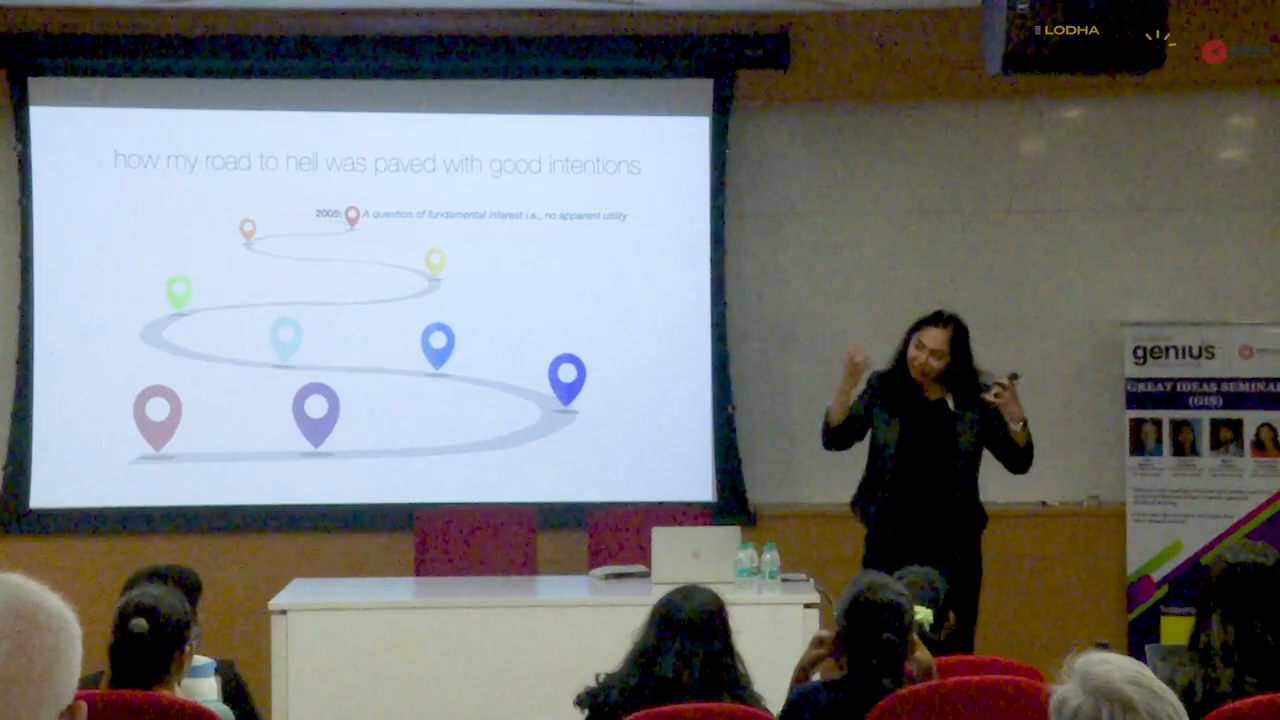 LODHA
how my road to hell was paved with good intentions
2005: A question of fundamental interest i.e., no apparent utility
genius
GREAT IDEAS SEMINAR
(GIS)